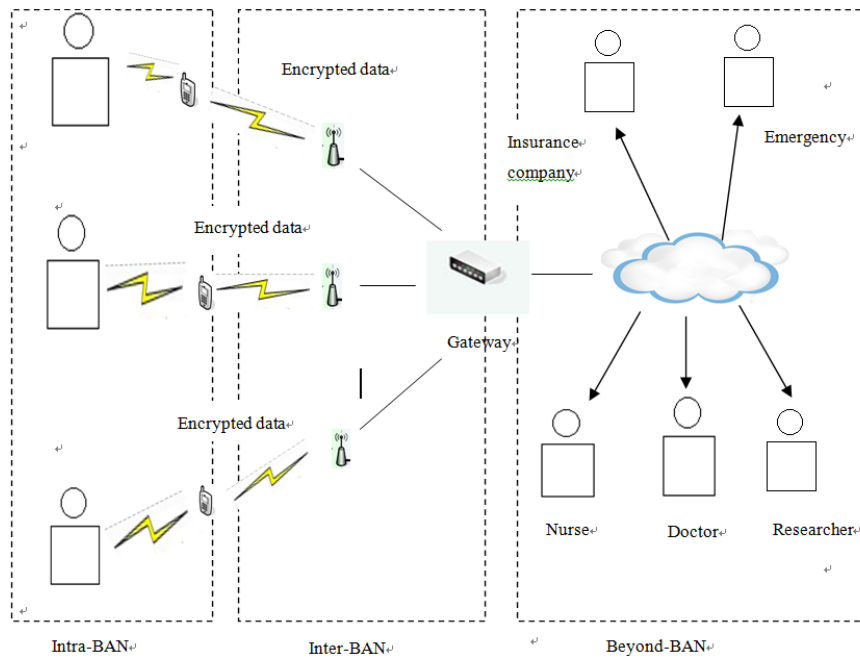 Encrypted data
Insurance
company
Emergency
Encrypted data
Gateway
Encrypted data
Nurse
Doctor
Researcher
Intra-BAN
Inter-BAN
Beyond-BAN